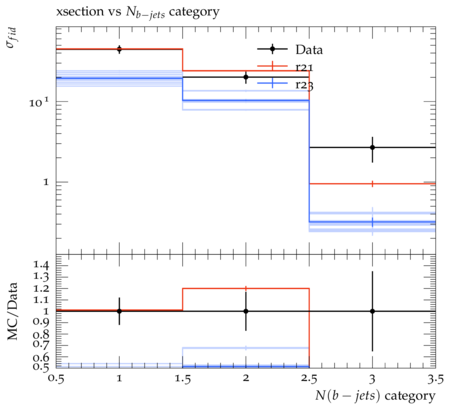 xsection vs N_{b−jets} category
σ_{fid}
Data
r21
r23
10^1
1
MC/Data
1.4
1.3
1.2
1.1
1
0.9
0.8
0.7
0.6
0.5
0.5 1 1.5 2 2.5 3 3.5
N(b − jets) category